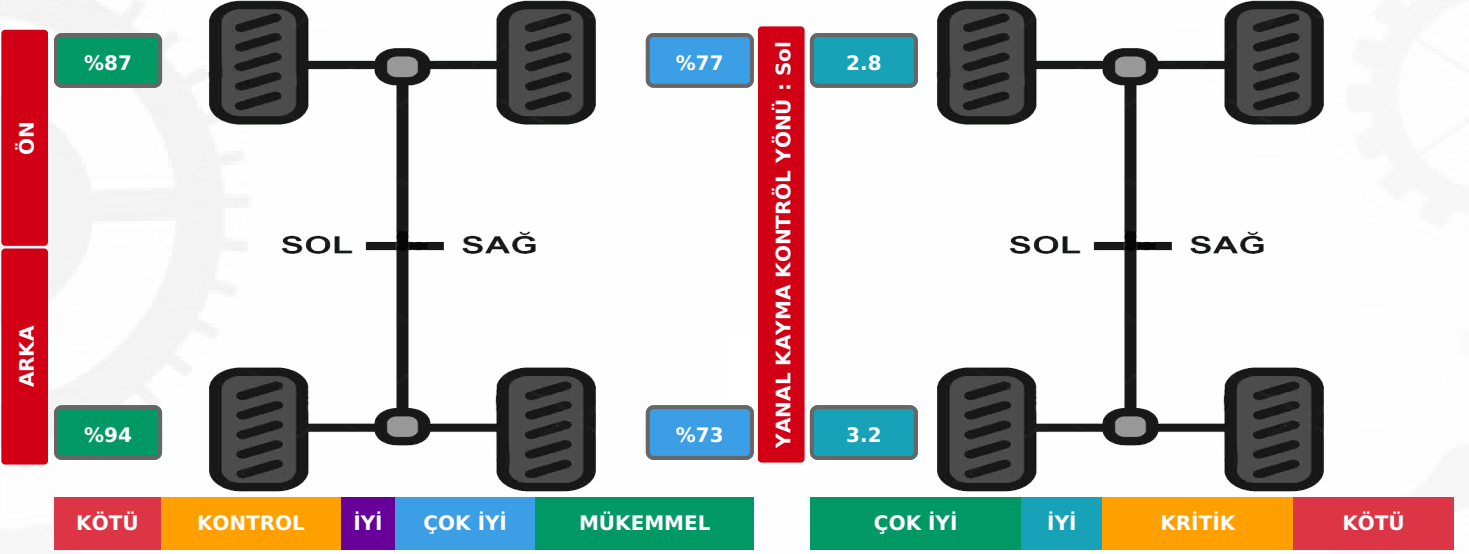 ÖN
%87
%77
YANAL KAYMA KONTRÖL YÖNÜ : Sol
2.8
SOL SAĞ
SOL SAĞ
ARKA
%94
%73
3.2
KÖTÜ KONTROL İYİ ÇOK İYİ MÜKEMMEL
ÇOK İYİ İYİ KRİTİK KÖTÜ